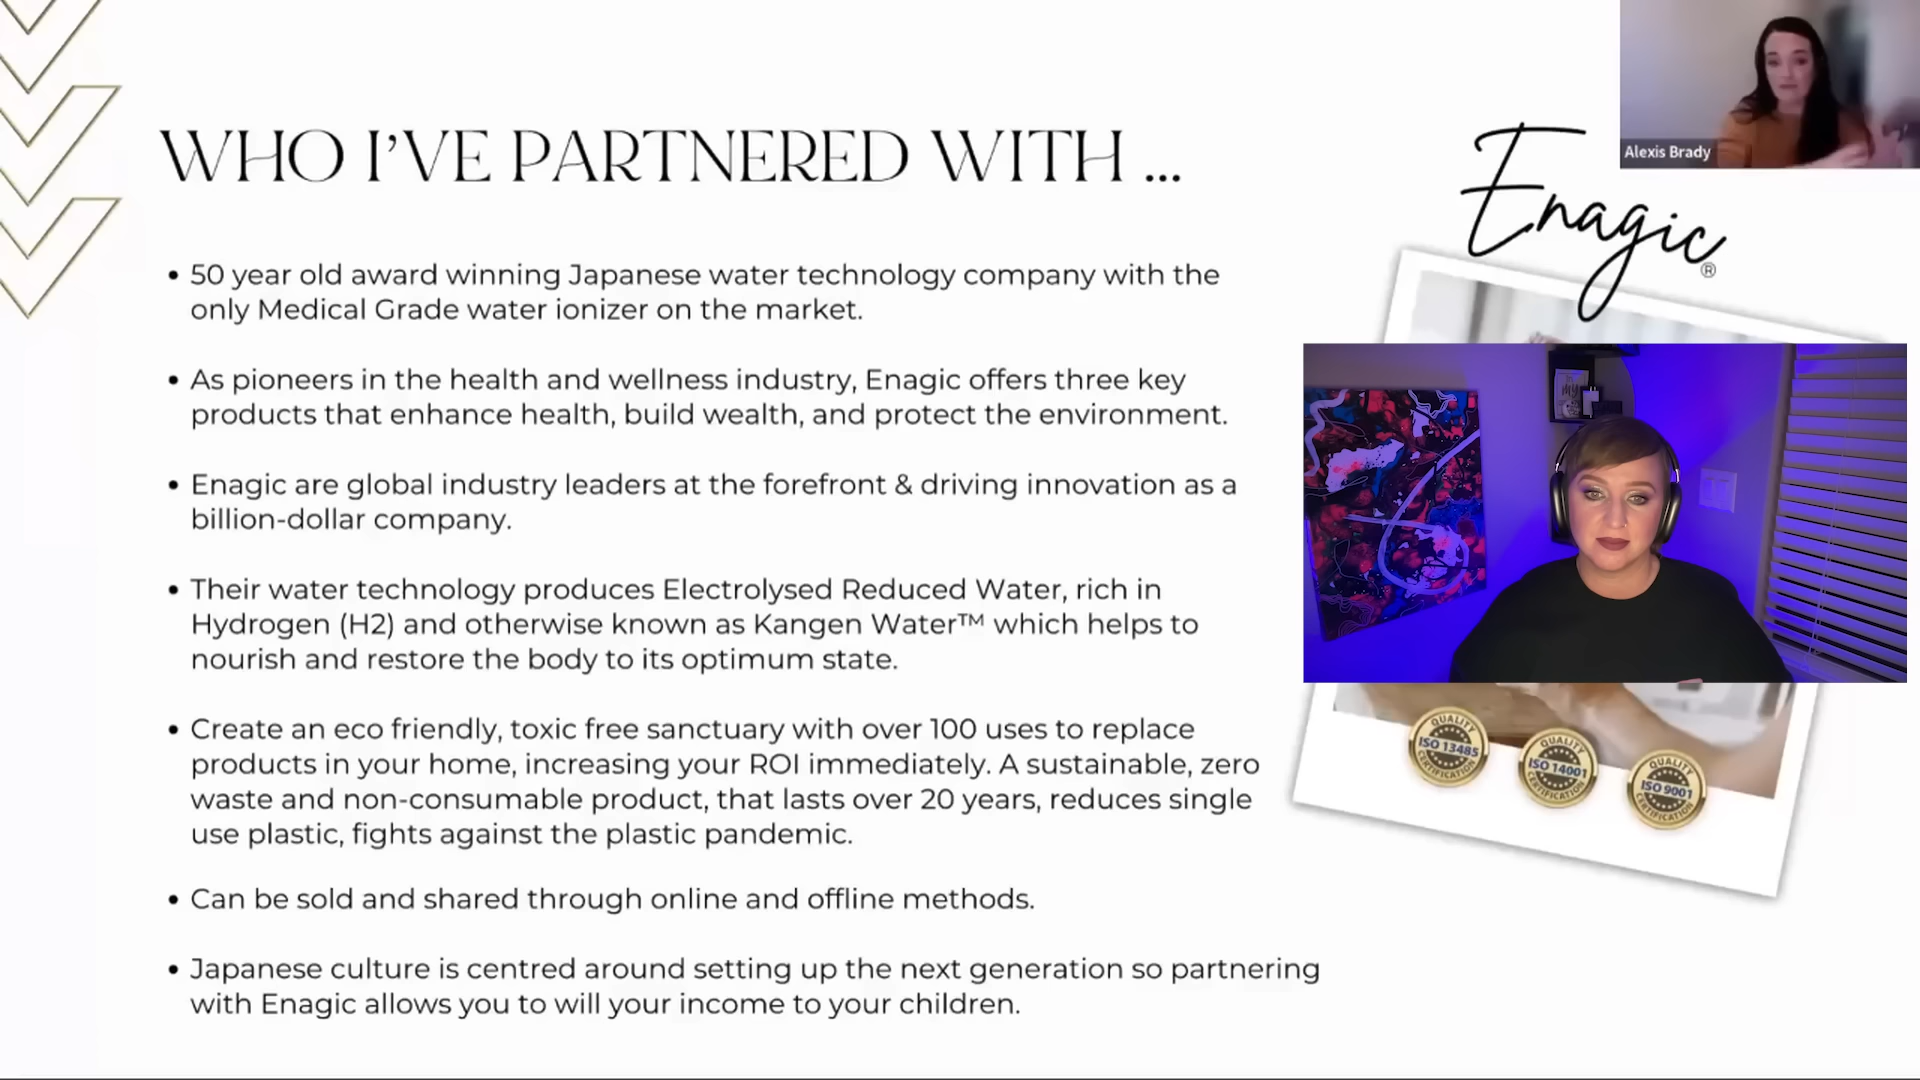 Alexis Brady
WHO I'VE PARTNERED WITH ...
Enagic
®
• 50 year old award winning Japanese water technology company with the
only Medical Grade water ionizer on the market.
• As pioneers in the health and wellness industry, Enagic offers three key
products that enhance health, build wealth, and protect the environment.
• Enagic are global industry leaders at the forefront & driving innovation as a
billion-dollar company.
• Their water technology produces Electrolysed Reduced Water, rich in
Hydrogen (H2) and otherwise known as Kangen Water™ which helps to
nourish and restore the body to its optimum state.
• Create an eco friendly, toxic free sanctuary with over 100 uses to replace
products in your home, increasing your ROI immediately. A sustainable, zero
waste and non-consumable product, that lasts over 20 years, reduces single
use plastic, fights against the plastic pandemic.
• Can be sold and shared through online and offline methods.
• Japanese culture is centred around setting up the next generation so partnering
with Enagic allows you to will your income to your children.
QUALITY
ISO 13485
CERTIFICATION
QUALITY
ISO 14001
CERTIFICATION
QUALITY
ISO 9001
CERTIFICATION